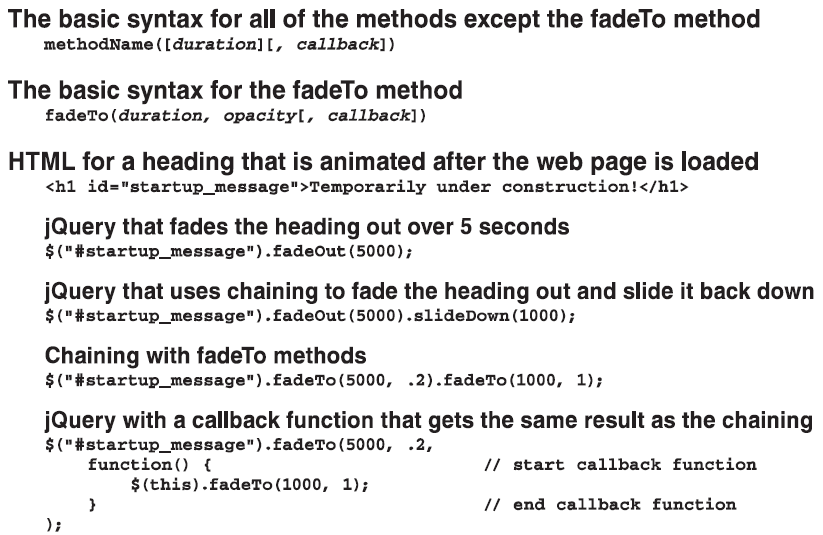 The basic syntax for all of the methods except the fadeTo method
methodName([duration][, callback])
The basic syntax for the fadeTo method
fadeTo(duration, opacity[, callback])
HTML for a heading that is animated after the web page is loaded
<h1 id="startup_message">Temporarily under construction!</h1>
jQuery that fades the heading out over 5 seconds
$("#startup_message").fadeOut(5000);
jQuery that uses chaining to fade the heading out and slide it back down
$("#startup_message").fadeOut(5000).slideDown(1000);
Chaining with fadeTo methods
$("#startup_message").fadeTo(5000, .2).fadeTo(1000, 1);
jQuery with a callback function that gets the same result as the chaining
$("#startup_message").fadeTo(5000, .2,
function() { // start callback function
$(this).fadeTo(1000, 1);
} // end callback function
);